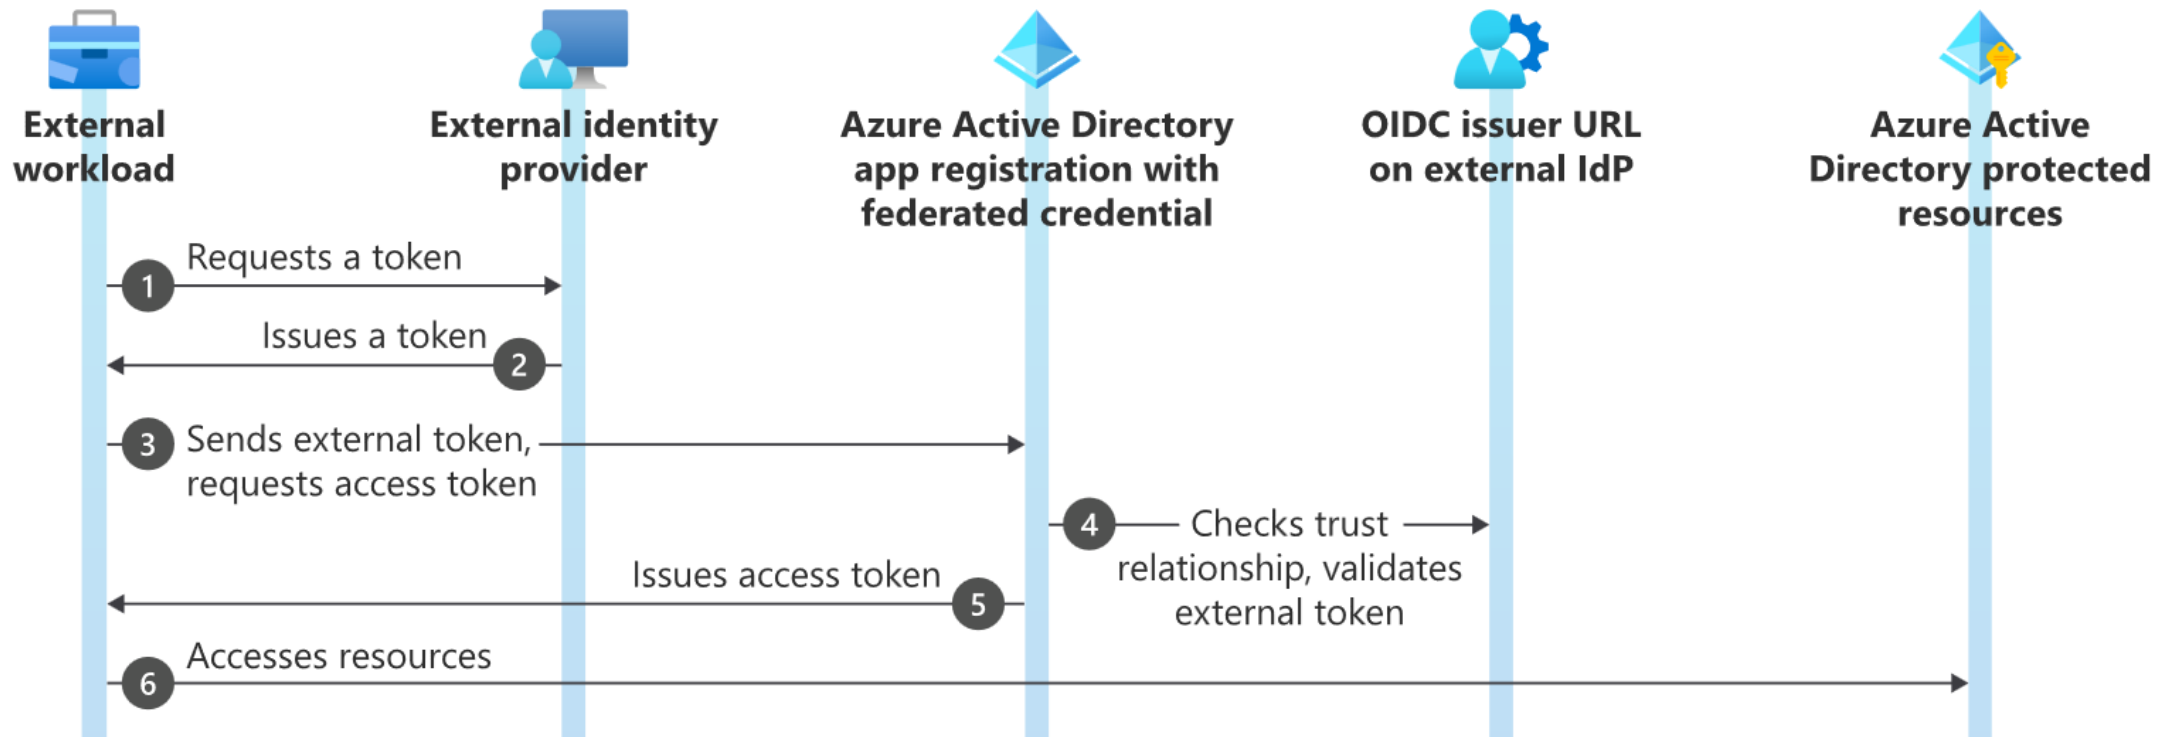 External
workload
External identity
provider
Azure Active Directory
app registration with
federated credential
OIDC issuer URL
on external IdP
Azure Active
Directory protected
resources
Requests a token
1
Issues a token
2
3
Sends external token,
requests access token
4
Checks trust
relationship, validates
external token
Issues access token
5
Accesses resources
6